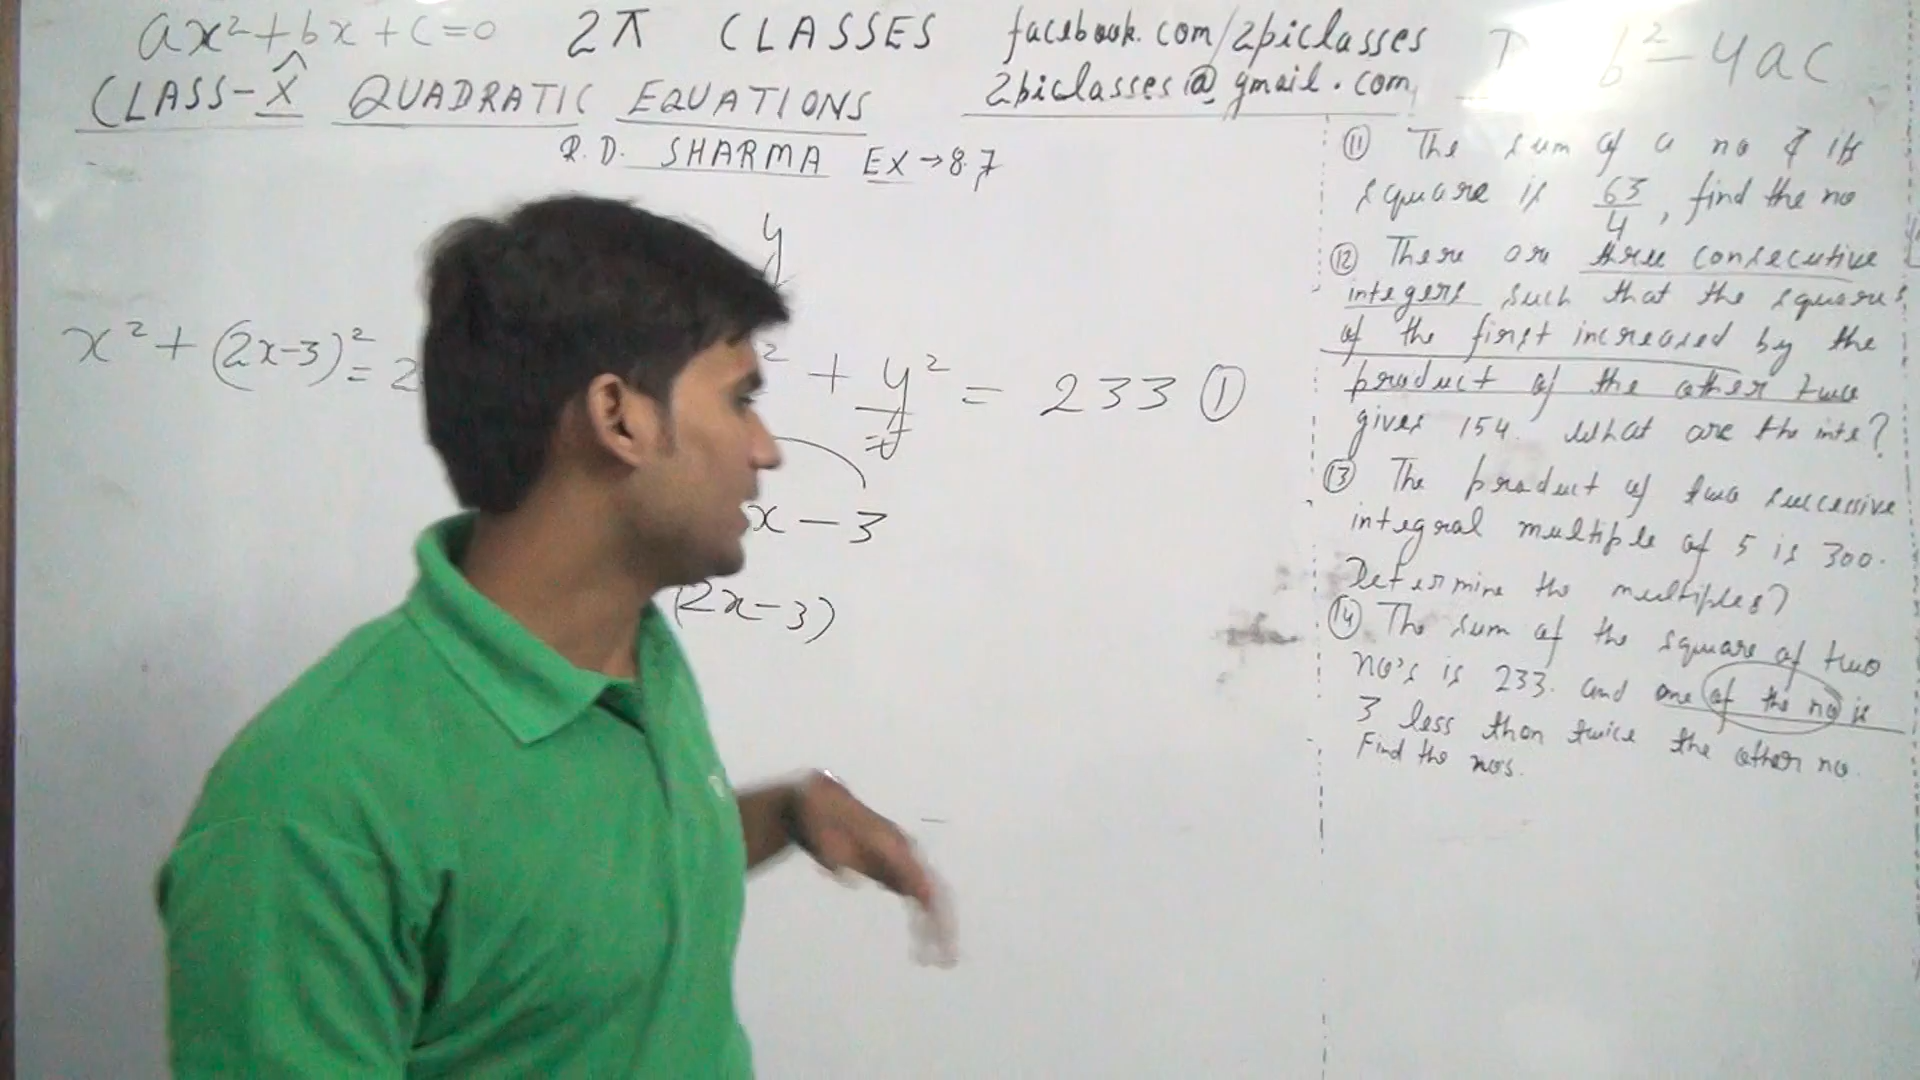 ax²+bx+c=0 2π CLASSES facebook.com/2piclasses
b²-4ac
CLASS-X QUADRATIC EQUATIONS 2piclasses@gmail.com
R.D. SHARMA EX→8.7
y
x²+(2x-3)²=2
² + y² = 233 ①
x-3
(2x-3)
⑪ The sum of a no & its
square is 63/4, find the no
⑫ There are three consecutive
integers such that the square
of the first increased by the
product of the other two
gives 154. What are the ints?
⑬ The product of two successive
integral multiple of 5 is 300.
Determine the multiples?
⑭ The sum of the square of two
no's is 233. and one of the no is
3 less than twice the other no.
Find the nos.